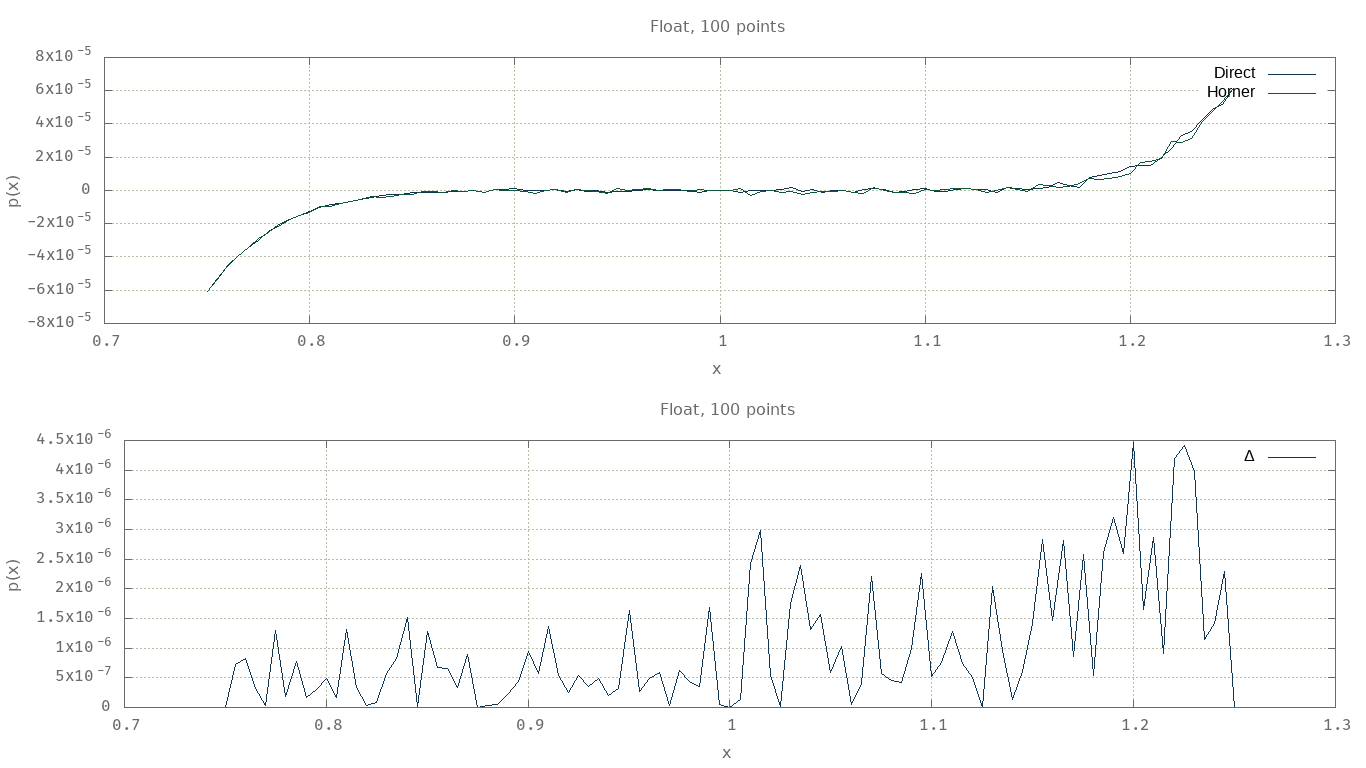 Float, 100 points
8x10⁻⁵
6x10⁻⁵
4x10⁻⁵
2x10⁻⁵
0
−2x10⁻⁵
−4x10⁻⁵
−6x10⁻⁵
−8x10⁻⁵
p(x)
Direct
Horner
0.7 0.8 0.9 1 1.1 1.2 1.3
x
Float, 100 points
4.5x10⁻⁶
4x10⁻⁶
3.5x10⁻⁶
3x10⁻⁶
2.5x10⁻⁶
2x10⁻⁶
1.5x10⁻⁶
1x10⁻⁶
5x10⁻⁷
0
p(x)
Δ
0.7 0.8 0.9 1 1.1 1.2 1.3
x